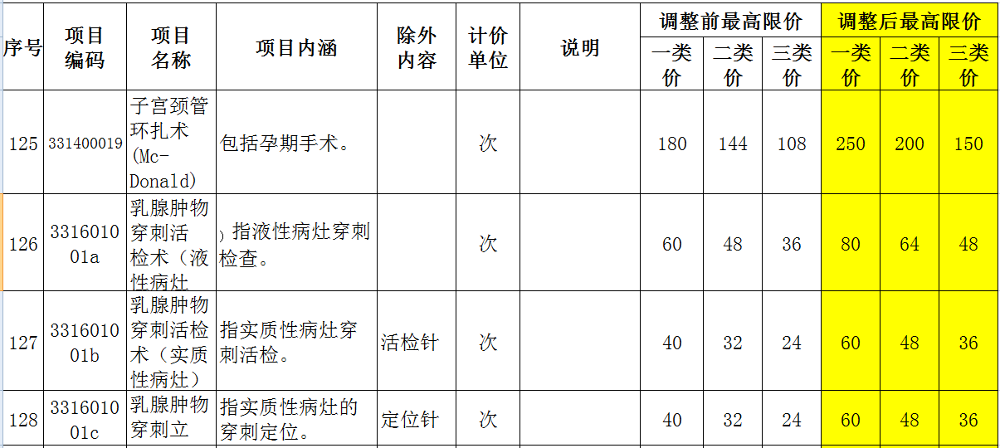 序号 项目编码 项目名称 项目内涵 除外内容 计价单位 说明 调整前最高限价 调整后最高限价
一类价 二类价 三类价 一类价 二类价 三类价
125 331400019 子宫颈管环扎术(Mc-Donald) 包括孕期手术。 次 180 144 108 250 200 150
126 331601001a 乳腺肿物穿刺活检术（液性病灶 ）指液性病灶穿刺检查。 次 60 48 36 80 64 48
127 331601001b 乳腺肿物穿刺活检术（实质性病灶） 指实质性病灶穿刺活检。 活检针 次 40 32 24 60 48 36
128 331601001c 乳腺肿物穿刺立 指实质性病灶的穿刺定位。 定位针 次 40 32 24 60 48 36